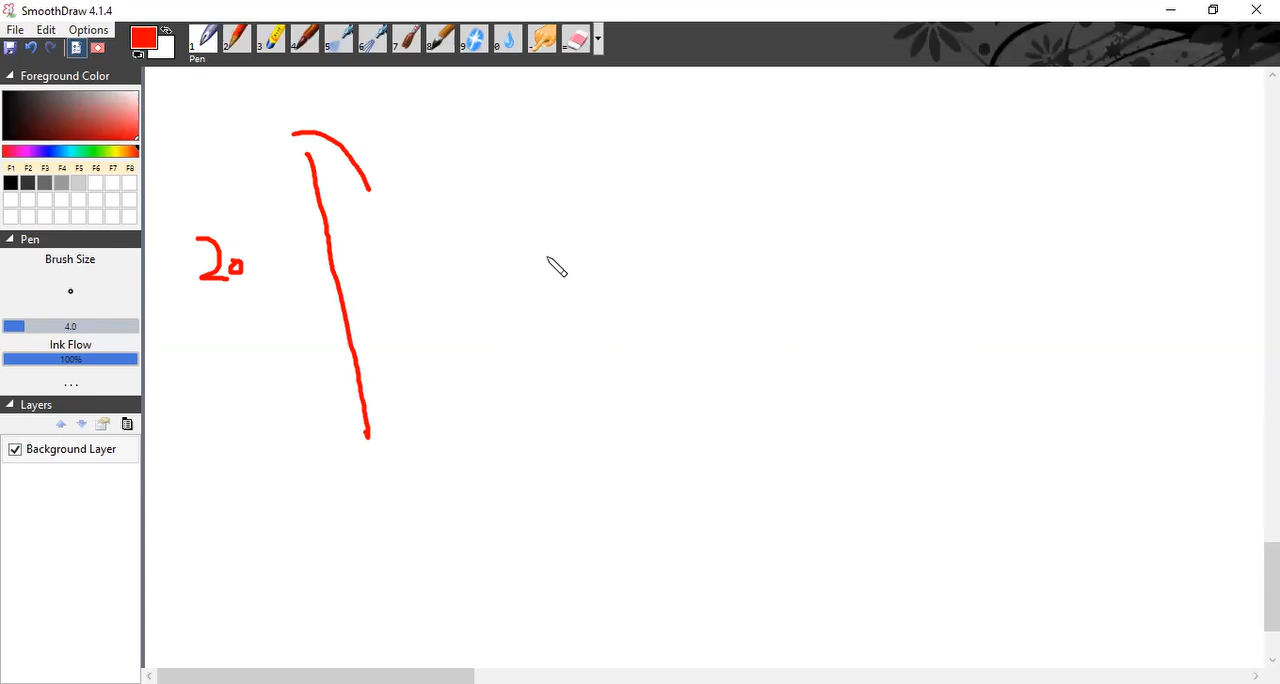 SmoothDraw 4.1.4
File Edit Options
1 2 3 4 5 6 7 8 9 0 - =
Pen
Foreground Color
F1 F2 F3 F4 F5 F6 F7 F8
Pen
Brush Size
4.0
Ink Flow
100%
...
Layers
Background Layer
20